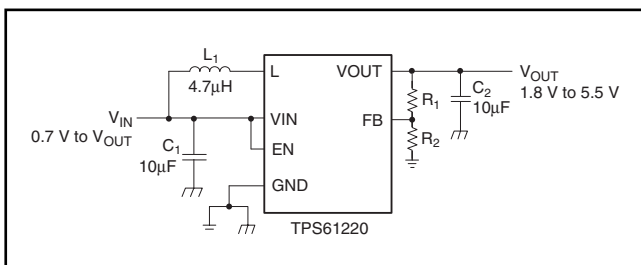 L1
4.7μH
L
VOUT
VOUT
1.8 V to 5.5 V
C2
10μF
R1
R2
VIN
0.7 V to VOUT
VIN
FB
C1
10μF
EN
GND
TPS61220